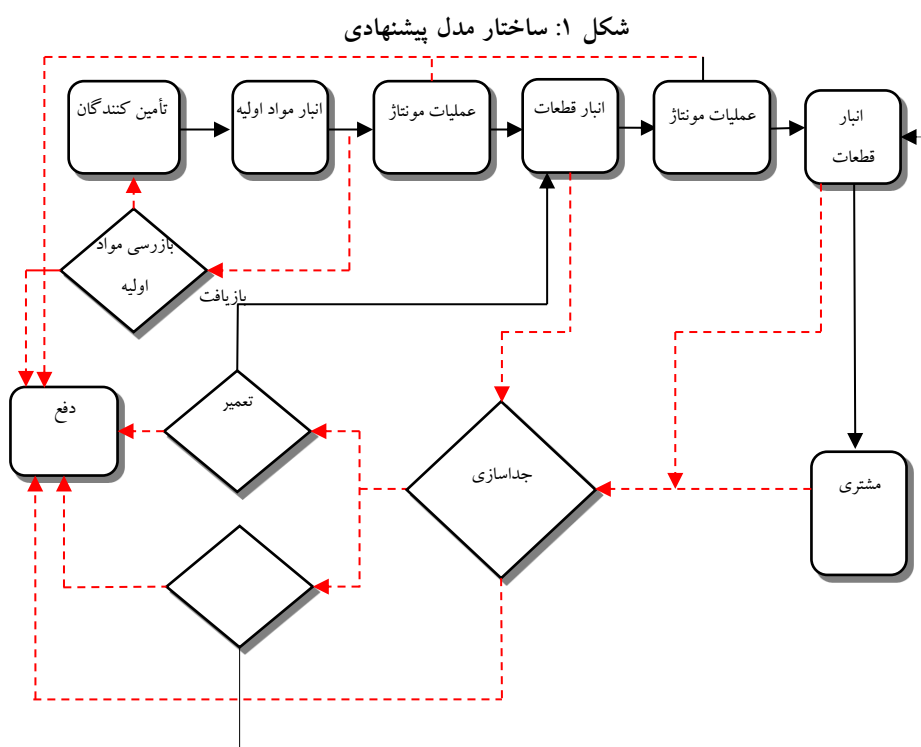 شکل ۱: ساختار مدل پیشنهادی
تأمین کنندگان
انبار مواد اولیه
عملیات مونتاژ
انبار قطعات
عملیات مونتاژ
انبار
قطعات
بازرسی مواد
اولیه
بازیافت
تعمیر
دفع
جداسازی
مشتری